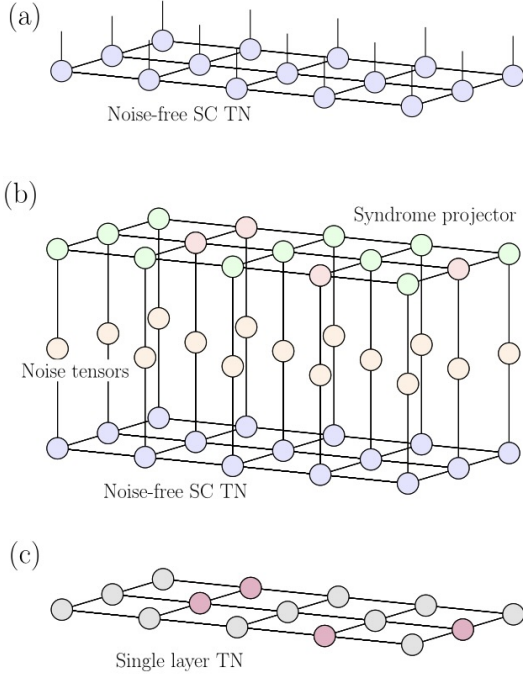 (a)
Noise-free SC TN
(b)
Syndrome projector
Noise tensors
Noise-free SC TN
(c)
Single layer TN